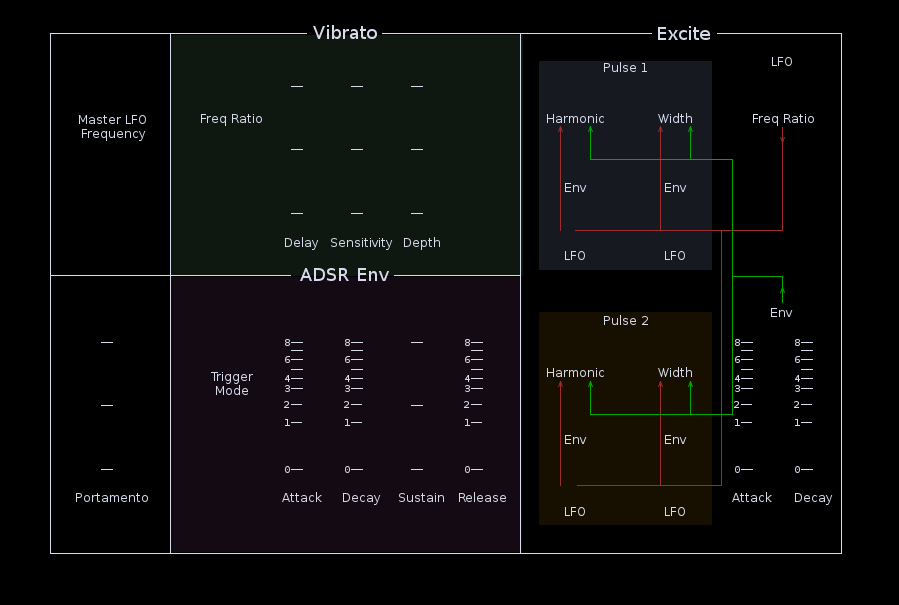 Vibrato
Excite
Master LFO
Frequency
Freq Ratio
Delay Sensitivity Depth
Pulse 1
LFO
Harmonic Width
Freq Ratio
Env Env
LFO LFO
ADSR Env
Portamento
Trigger
Mode
8 8 8
6 6 6
4 4 4
3 3 3
2 2 2
1 1 1
0 0 0
Attack Decay Sustain Release
Pulse 2
Harmonic Width
Env Env
LFO LFO
Env
8 8
6 6
4 4
3 3
2 2
1 1
0 0
Attack Decay